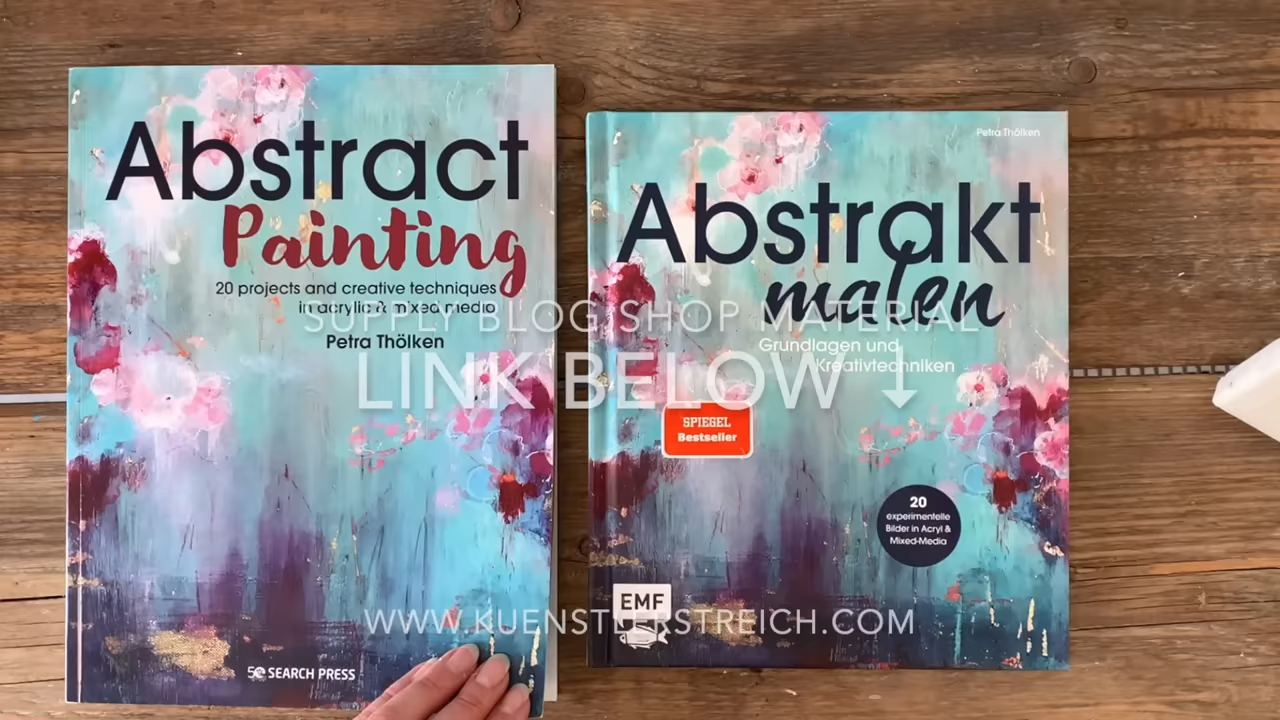 Abstract
Painting
20 projects and creative techniques
in acrylic & mixed media
Petra Thölken
50 SEARCH PRESS
Petra Thölken
Abstrakt
malen
Grundlagen und
Kreativtechniken
SPIEGEL
Bestseller
20
experimentelle
Bilder in Acryl &
Mixed-Media
EMF
SUPPLY BLOG SHOP MATERIAL
LINK BELOW ↓
WWW.KUENSTLERSTREICH.COM